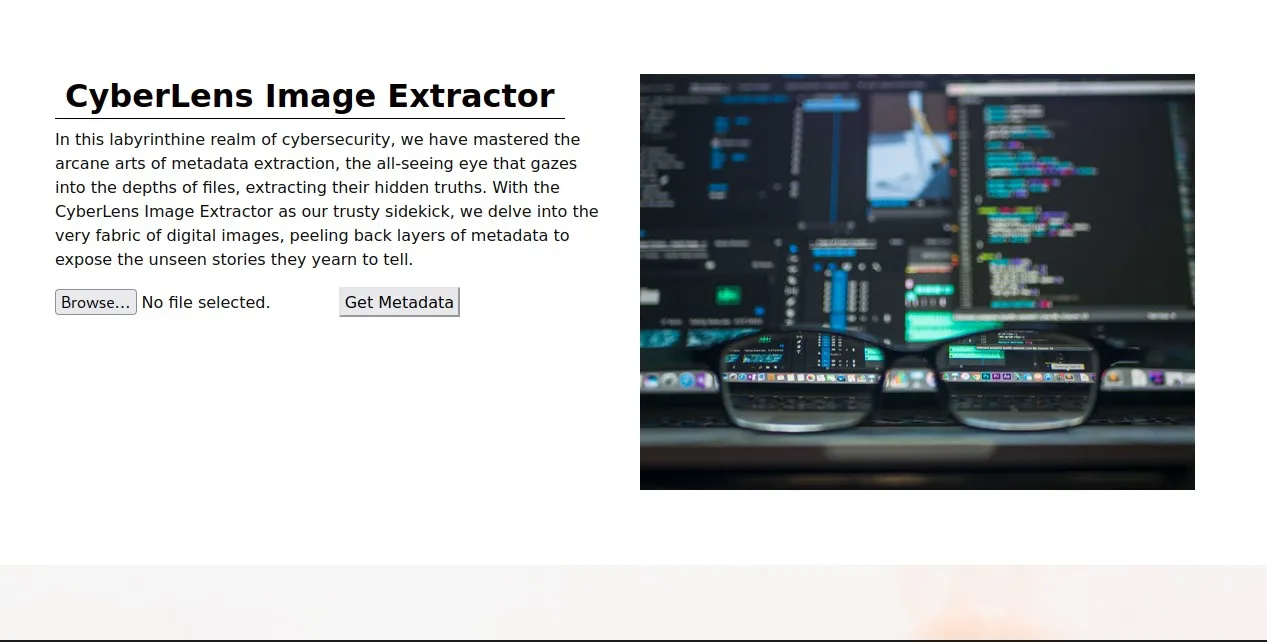 CyberLens Image Extractor
In this labyrinthine realm of cybersecurity, we have mastered the
arcane arts of metadata extraction, the all-seeing eye that gazes
into the depths of files, extracting their hidden truths. With the
CyberLens Image Extractor as our trusty sidekick, we delve into the
very fabric of digital images, peeling back layers of metadata to
expose the unseen stories they yearn to tell.
Browse... No file selected. Get Metadata